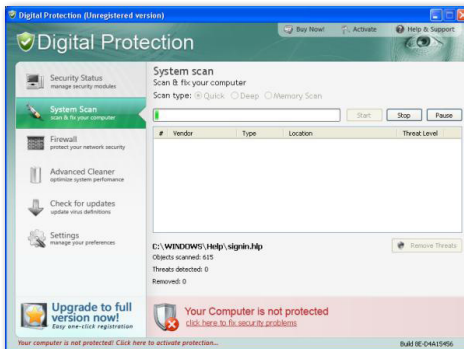 Digital Protection (Unregistered version)
Buy Now!
Activate
Help & Support
Digital Protection
Security Status
manage security modules
System Scan
scan & fix your computer
Firewall
protect your network security
Advanced Cleaner
optimize system perfomance
Check for updates
update virus definitions
Settings
manage your preferences
System scan
Scan & fix your computer
Scan type: Quick Deep Memory Scan
Start Stop Pause
# Vendor Type Location Threat Level
C:\WINDOWS\Help\signin.hlp
Remove Threats
Objects scanned: 615
Threats detected: 0
Removed: 0
Upgrade to full
version now!
Easy one-click registration
Your Computer is not protected
click here to fix security problems
Your computer is not protected! Click here to activate protection...
Build 8E-D4A15456